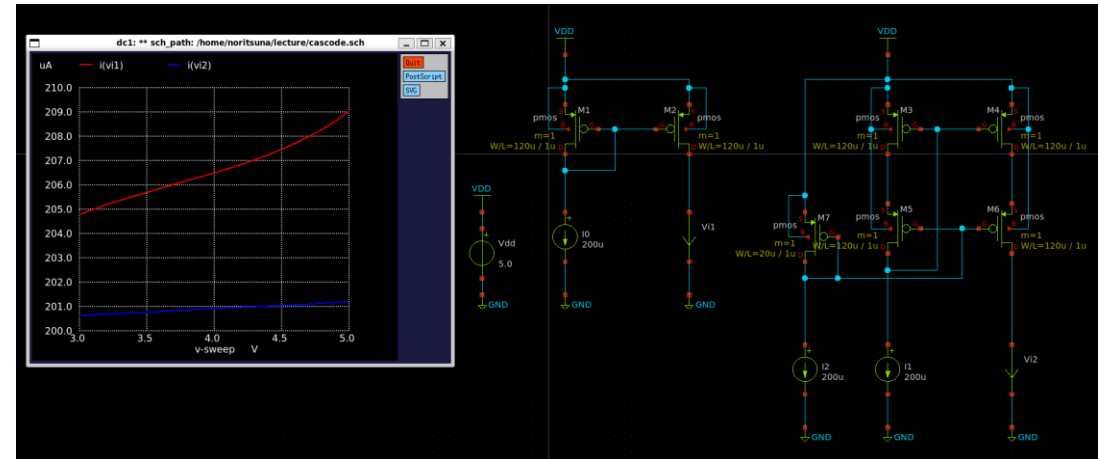 dc1: ** sch_path: /home/noritsuna/lecture/cascode.sch
uA
i(vi1)
i(vi2)
Quit
PostScript
SVG
210.0
209.0
208.0
207.0
206.0
205.0
204.0
203.0
202.0
201.0
200.0
3.0
3.5
4.0
4.5
5.0
v-sweep V
VDD
S
M1
pmos
B
G
m=1
W/L=120u / 1u
D
S
M2
pmos
G
B
m=1
W/L=120u / 1u
D
VDD
Vdd
5.0
GND
I0
200u
GND
Vi1
GND
VDD
S
M3
pmos
B
G
m=1
W/L=120u / 1u
D
S
M4
pmos
G
B
m=1
W/L=120u / 1u
D
S
M7
pmos
B
G
m=1
W/L=20u / 1u
D
S
M5
pmos
B
G
m=1
W/L=120u / 1u
D
S
M6
pmos
G
B
m=1
W/L=120u / 1u
D
I2
200u
GND
I1
200u
GND
Vi2
GND